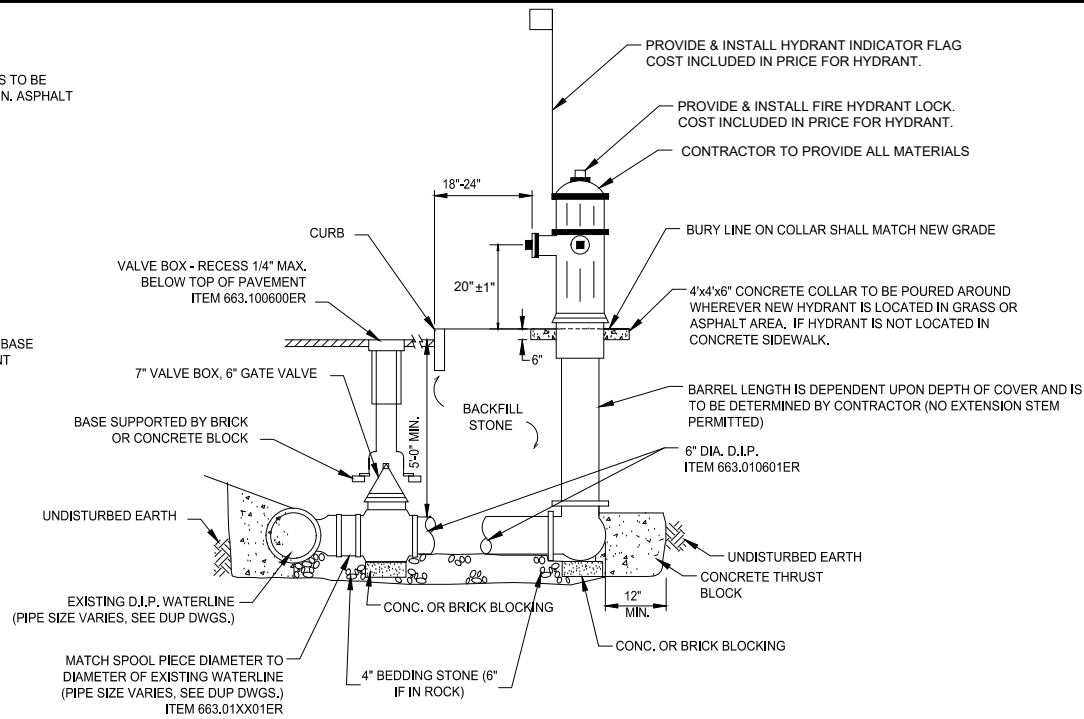 S TO BE
N. ASPHALT
BASE
NT
PROVIDE & INSTALL HYDRANT INDICATOR FLAG
COST INCLUDED IN PRICE FOR HYDRANT.
PROVIDE & INSTALL FIRE HYDRANT LOCK.
COST INCLUDED IN PRICE FOR HYDRANT.
CONTRACTOR TO PROVIDE ALL MATERIALS
18"-24"
CURB
BURY LINE ON COLLAR SHALL MATCH NEW GRADE
VALVE BOX - RECESS 1/4" MAX.
BELOW TOP OF PAVEMENT
ITEM 663.100600ER
20"±1"
4'x4'x6" CONCRETE COLLAR TO BE POURED AROUND
WHEREVER NEW HYDRANT IS LOCATED IN GRASS OR
ASPHALT AREA. IF HYDRANT IS NOT LOCATED IN
CONCRETE SIDEWALK.
6"
7" VALVE BOX, 6" GATE VALVE
BARREL LENGTH IS DEPENDENT UPON DEPTH OF COVER AND IS
TO BE DETERMINED BY CONTRACTOR (NO EXTENSION STEM
PERMITTED)
BACKFILL
STONE
BASE SUPPORTED BY BRICK
OR CONCRETE BLOCK
5'-0" MIN.
6" DIA. D.I.P.
ITEM 663.010601ER
UNDISTURBED EARTH
UNDISTURBED EARTH
CONCRETE THRUST
BLOCK
EXISTING D.I.P. WATERLINE
(PIPE SIZE VARIES, SEE DUP DWGS.)
CONC. OR BRICK BLOCKING
12"
MIN.
CONC. OR BRICK BLOCKING
MATCH SPOOL PIECE DIAMETER TO
DIAMETER OF EXISTING WATERLINE
(PIPE SIZE VARIES, SEE DUP DWGS.)
ITEM 663.01XX01ER
4" BEDDING STONE (6"
IF IN ROCK)